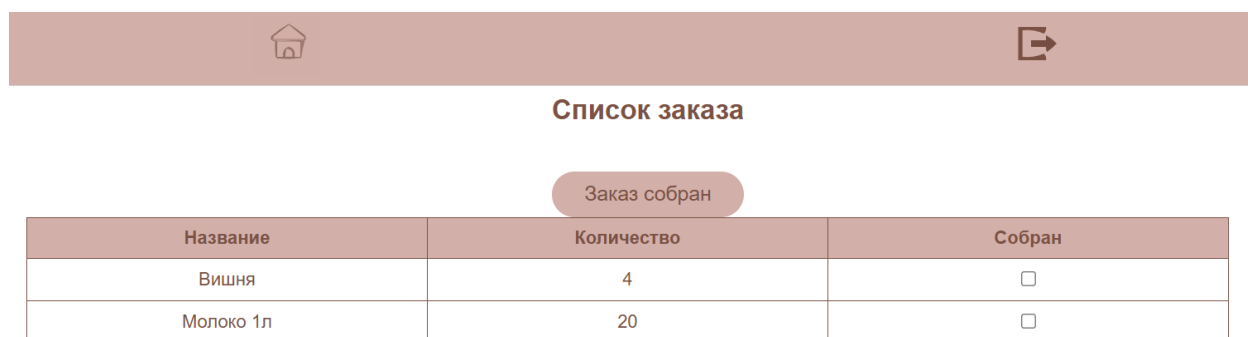 Список заказа
Заказ собран
Название Количество Собран
Вишня 4
Молоко 1л 20